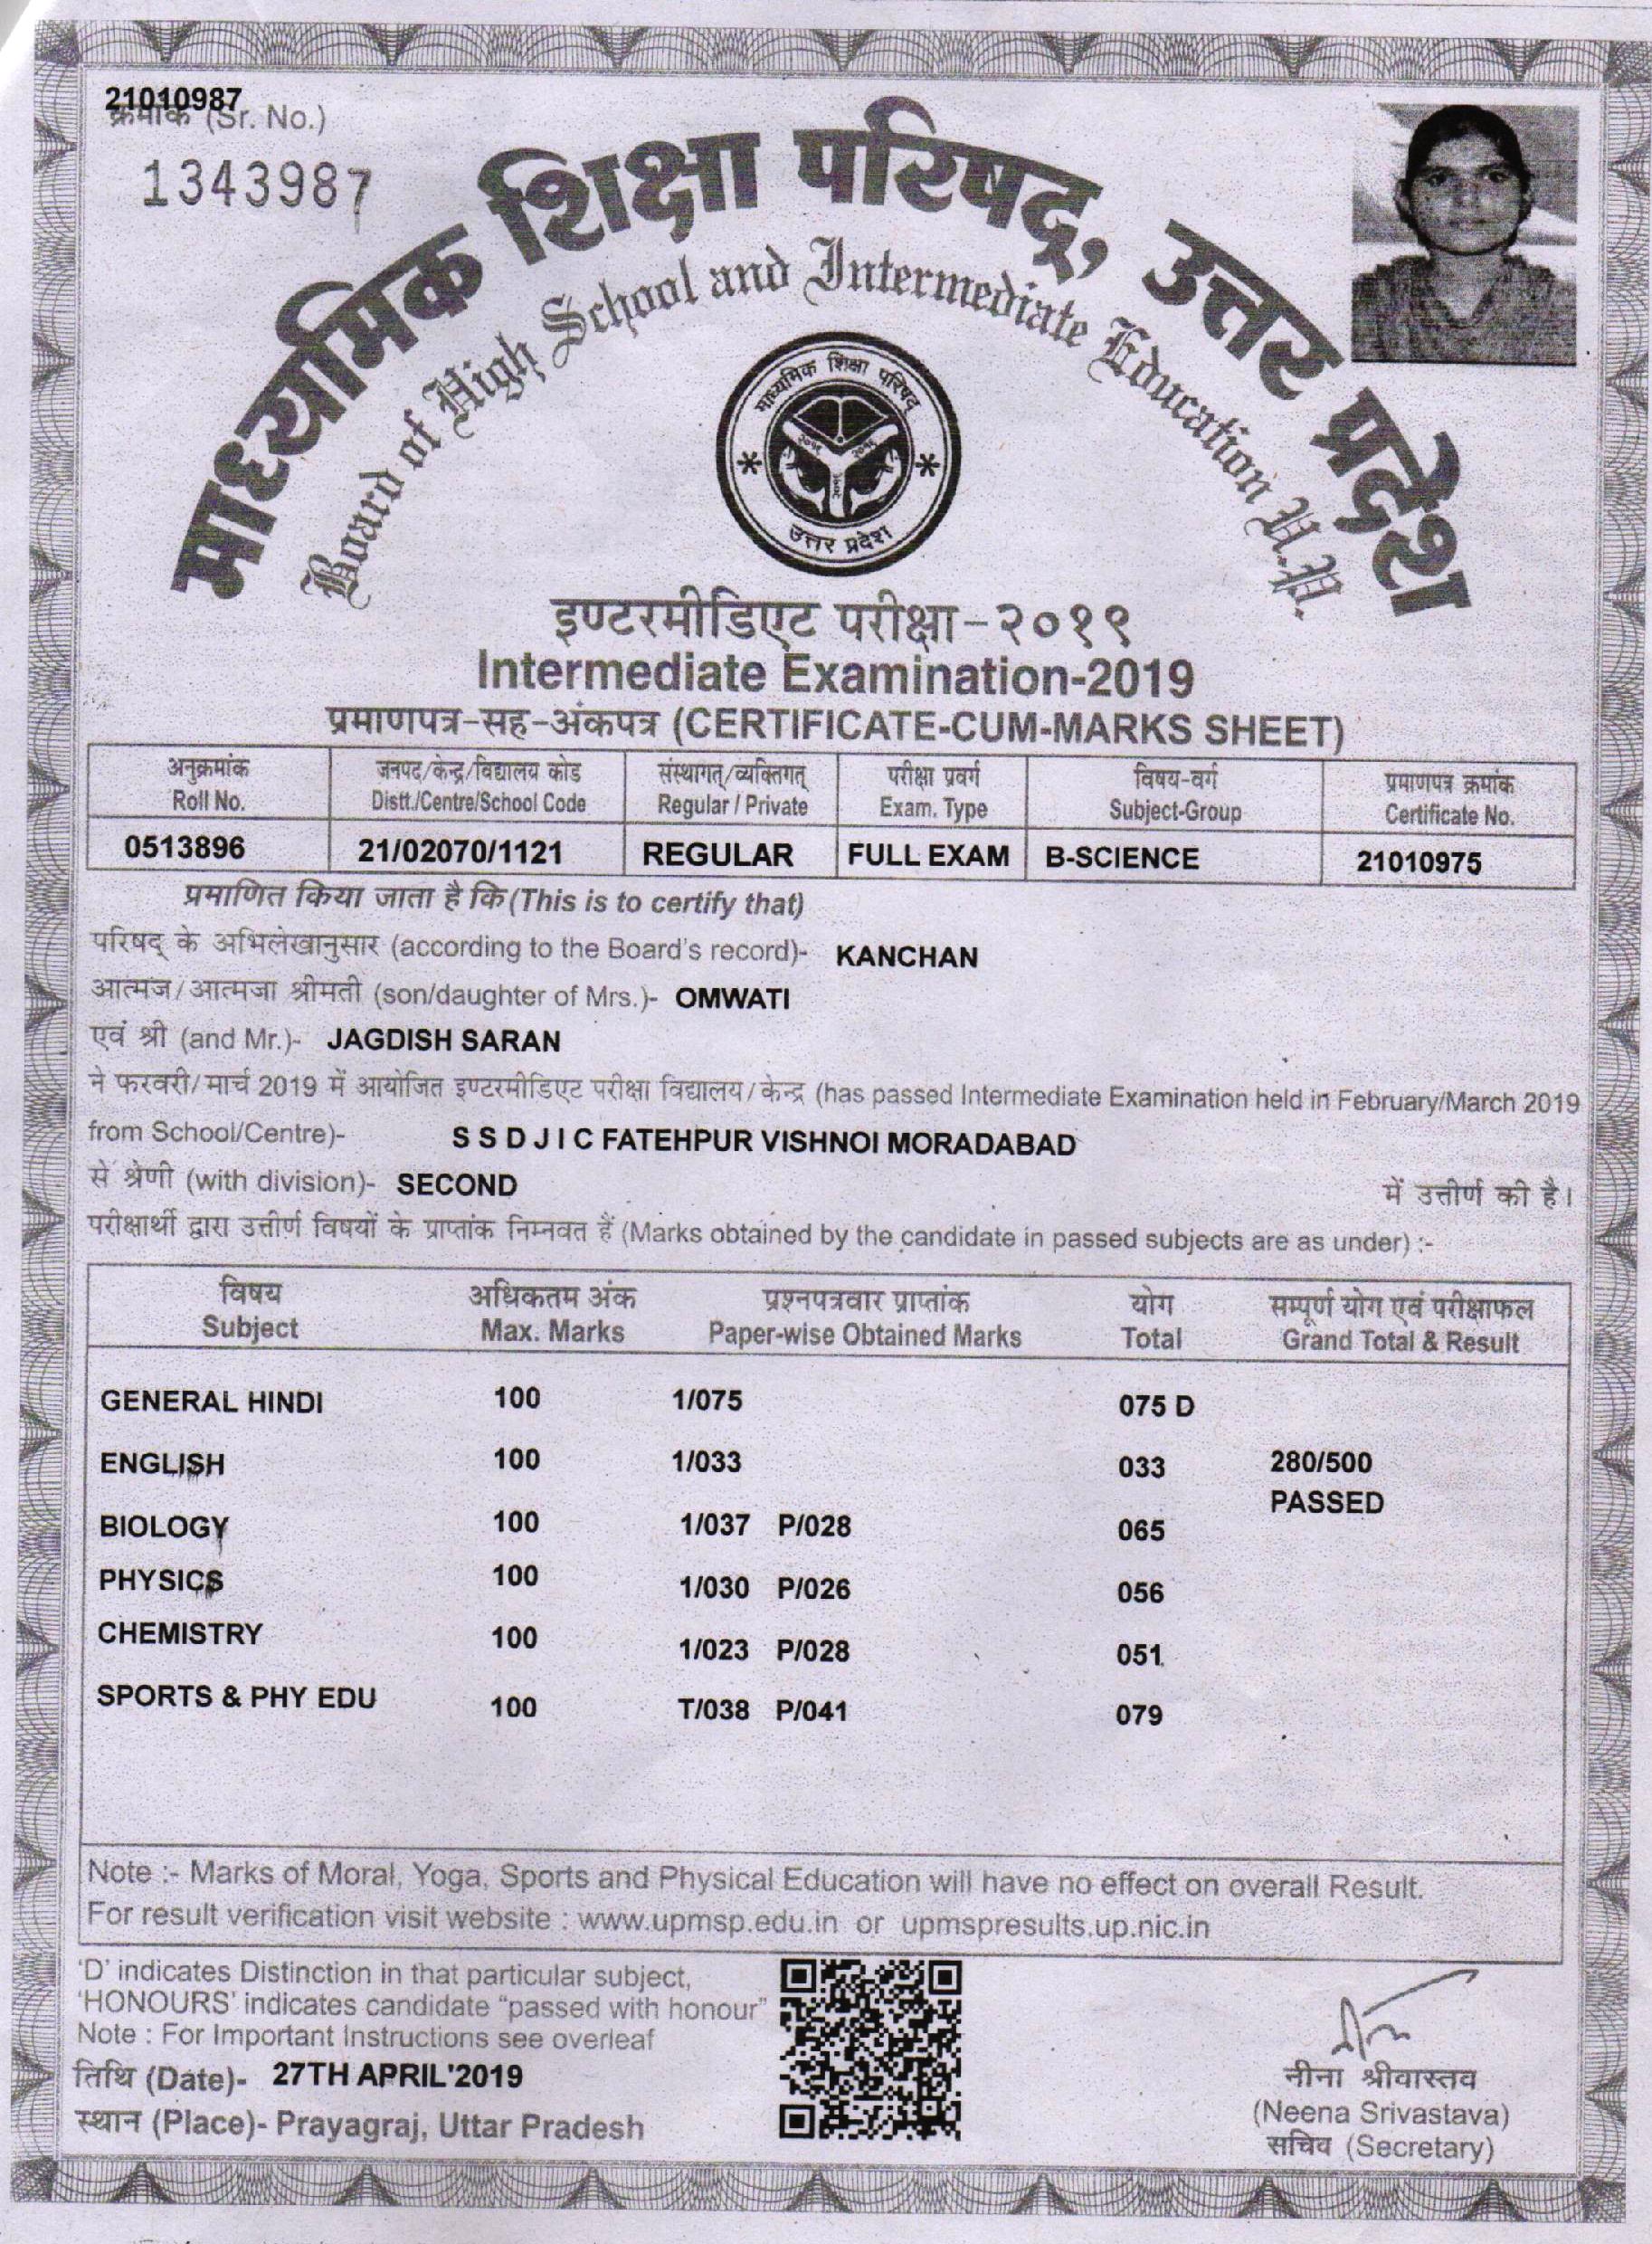 21010987
क्रमांक (Sr. No.)
1343987
माध्यमिक शिक्षा परिषद्, उत्तर प्रदेश
Board of High School and Intermediate Education U.P.
माध्यमिक शिक्षा परिषद्
उत्तर प्रदेश
इण्टरमीडिएट परीक्षा-२०१९
Intermediate Examination-2019
प्रमाणपत्र-सह-अंकपत्र (CERTIFICATE-CUM-MARKS SHEET)
अनुक्रमांक जनपद/केन्द्र/विद्यालय कोड संस्थागत्/व्यक्तिगत् परीक्षा प्रवर्ग विषय-वर्ग प्रमाणपत्र क्रमांक
Roll No. Distt./Centre/School Code Regular / Private Exam. Type Subject-Group Certificate No.
0513896 21/02070/1121 REGULAR FULL EXAM B-SCIENCE 21010975
प्रमाणित किया जाता है कि (This is to certify that)
परिषद् के अभिलेखानुसार (according to the Board's record)- KANCHAN
आत्मज/आत्मजा श्रीमती (son/daughter of Mrs.)- OMWATI
एवं श्री (and Mr.)- JAGDISH SARAN
ने फरवरी/मार्च 2019 में आयोजित इण्टरमीडिएट परीक्षा विद्यालय/केन्द्र (has passed Intermediate Examination held in February/March 2019
from School/Centre)- S S D J I C FATEHPUR VISHNOI MORADABAD
से श्रेणी (with division)- SECOND में उत्तीर्ण की है।
परीक्षार्थी द्वारा उत्तीर्ण विषयों के प्राप्तांक निम्नवत हैं (Marks obtained by the candidate in passed subjects are as under) :-
विषय अधिकतम अंक प्रश्नपत्रवार प्राप्तांक योग सम्पूर्ण योग एवं परीक्षाफल
Subject Max. Marks Paper-wise Obtained Marks Total Grand Total & Result
GENERAL HINDI 100 1/075 075 D
ENGLISH 100 1/033 033 280/500
PASSED
BIOLOGY 100 1/037 P/028 065
PHYSICS 100 1/030 P/026 056
CHEMISTRY 100 1/023 P/028 051
SPORTS & PHY EDU 100 T/038 P/041 079
Note :- Marks of Moral, Yoga, Sports and Physical Education will have no effect on overall Result.
For result verification visit website : www.upmsp.edu.in or upmspresults.up.nic.in
'D' indicates Distinction in that particular subject,
'HONOURS' indicates candidate "passed with honour"
Note : For Important Instructions see overleaf
तिथि (Date)- 27TH APRIL'2019
स्थान (Place)- Prayagraj, Uttar Pradesh
नीना श्रीवास्तव
(Neena Srivastava)
सचिव (Secretary)